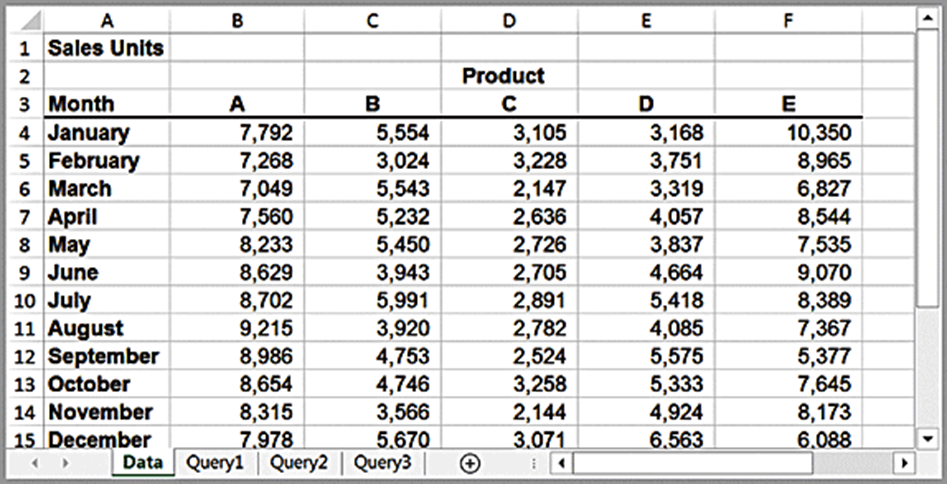 A B C D E F
1 Sales Units
2 Product
3 Month A B C D E
4 January 7,792 5,554 3,105 3,168 10,350
5 February 7,268 3,024 3,228 3,751 8,965
6 March 7,049 5,543 2,147 3,319 6,827
7 April 7,560 5,232 2,636 4,057 8,544
8 May 8,233 5,450 2,726 3,837 7,535
9 June 8,629 3,943 2,705 4,664 9,070
10 July 8,702 5,991 2,891 5,418 8,389
11 August 9,215 3,920 2,782 4,085 7,367
12 September 8,986 4,753 2,524 5,575 5,377
13 October 8,654 4,746 3,258 5,333 7,645
14 November 8,315 3,566 2,144 4,924 8,173
15 December 7,978 5,670 3,071 6,563 6,088
Data Query1 Query2 Query3